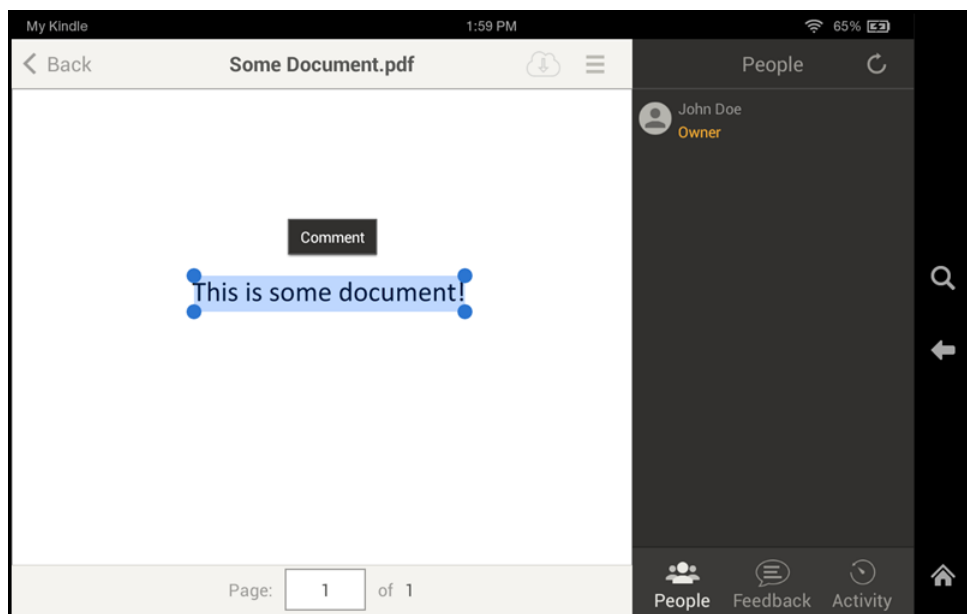 My Kindle 1:59 PM 65%
Back Some Document.pdf People
John Doe
Owner
Comment
This is some document!
Page: 1 of 1
People Feedback Activity